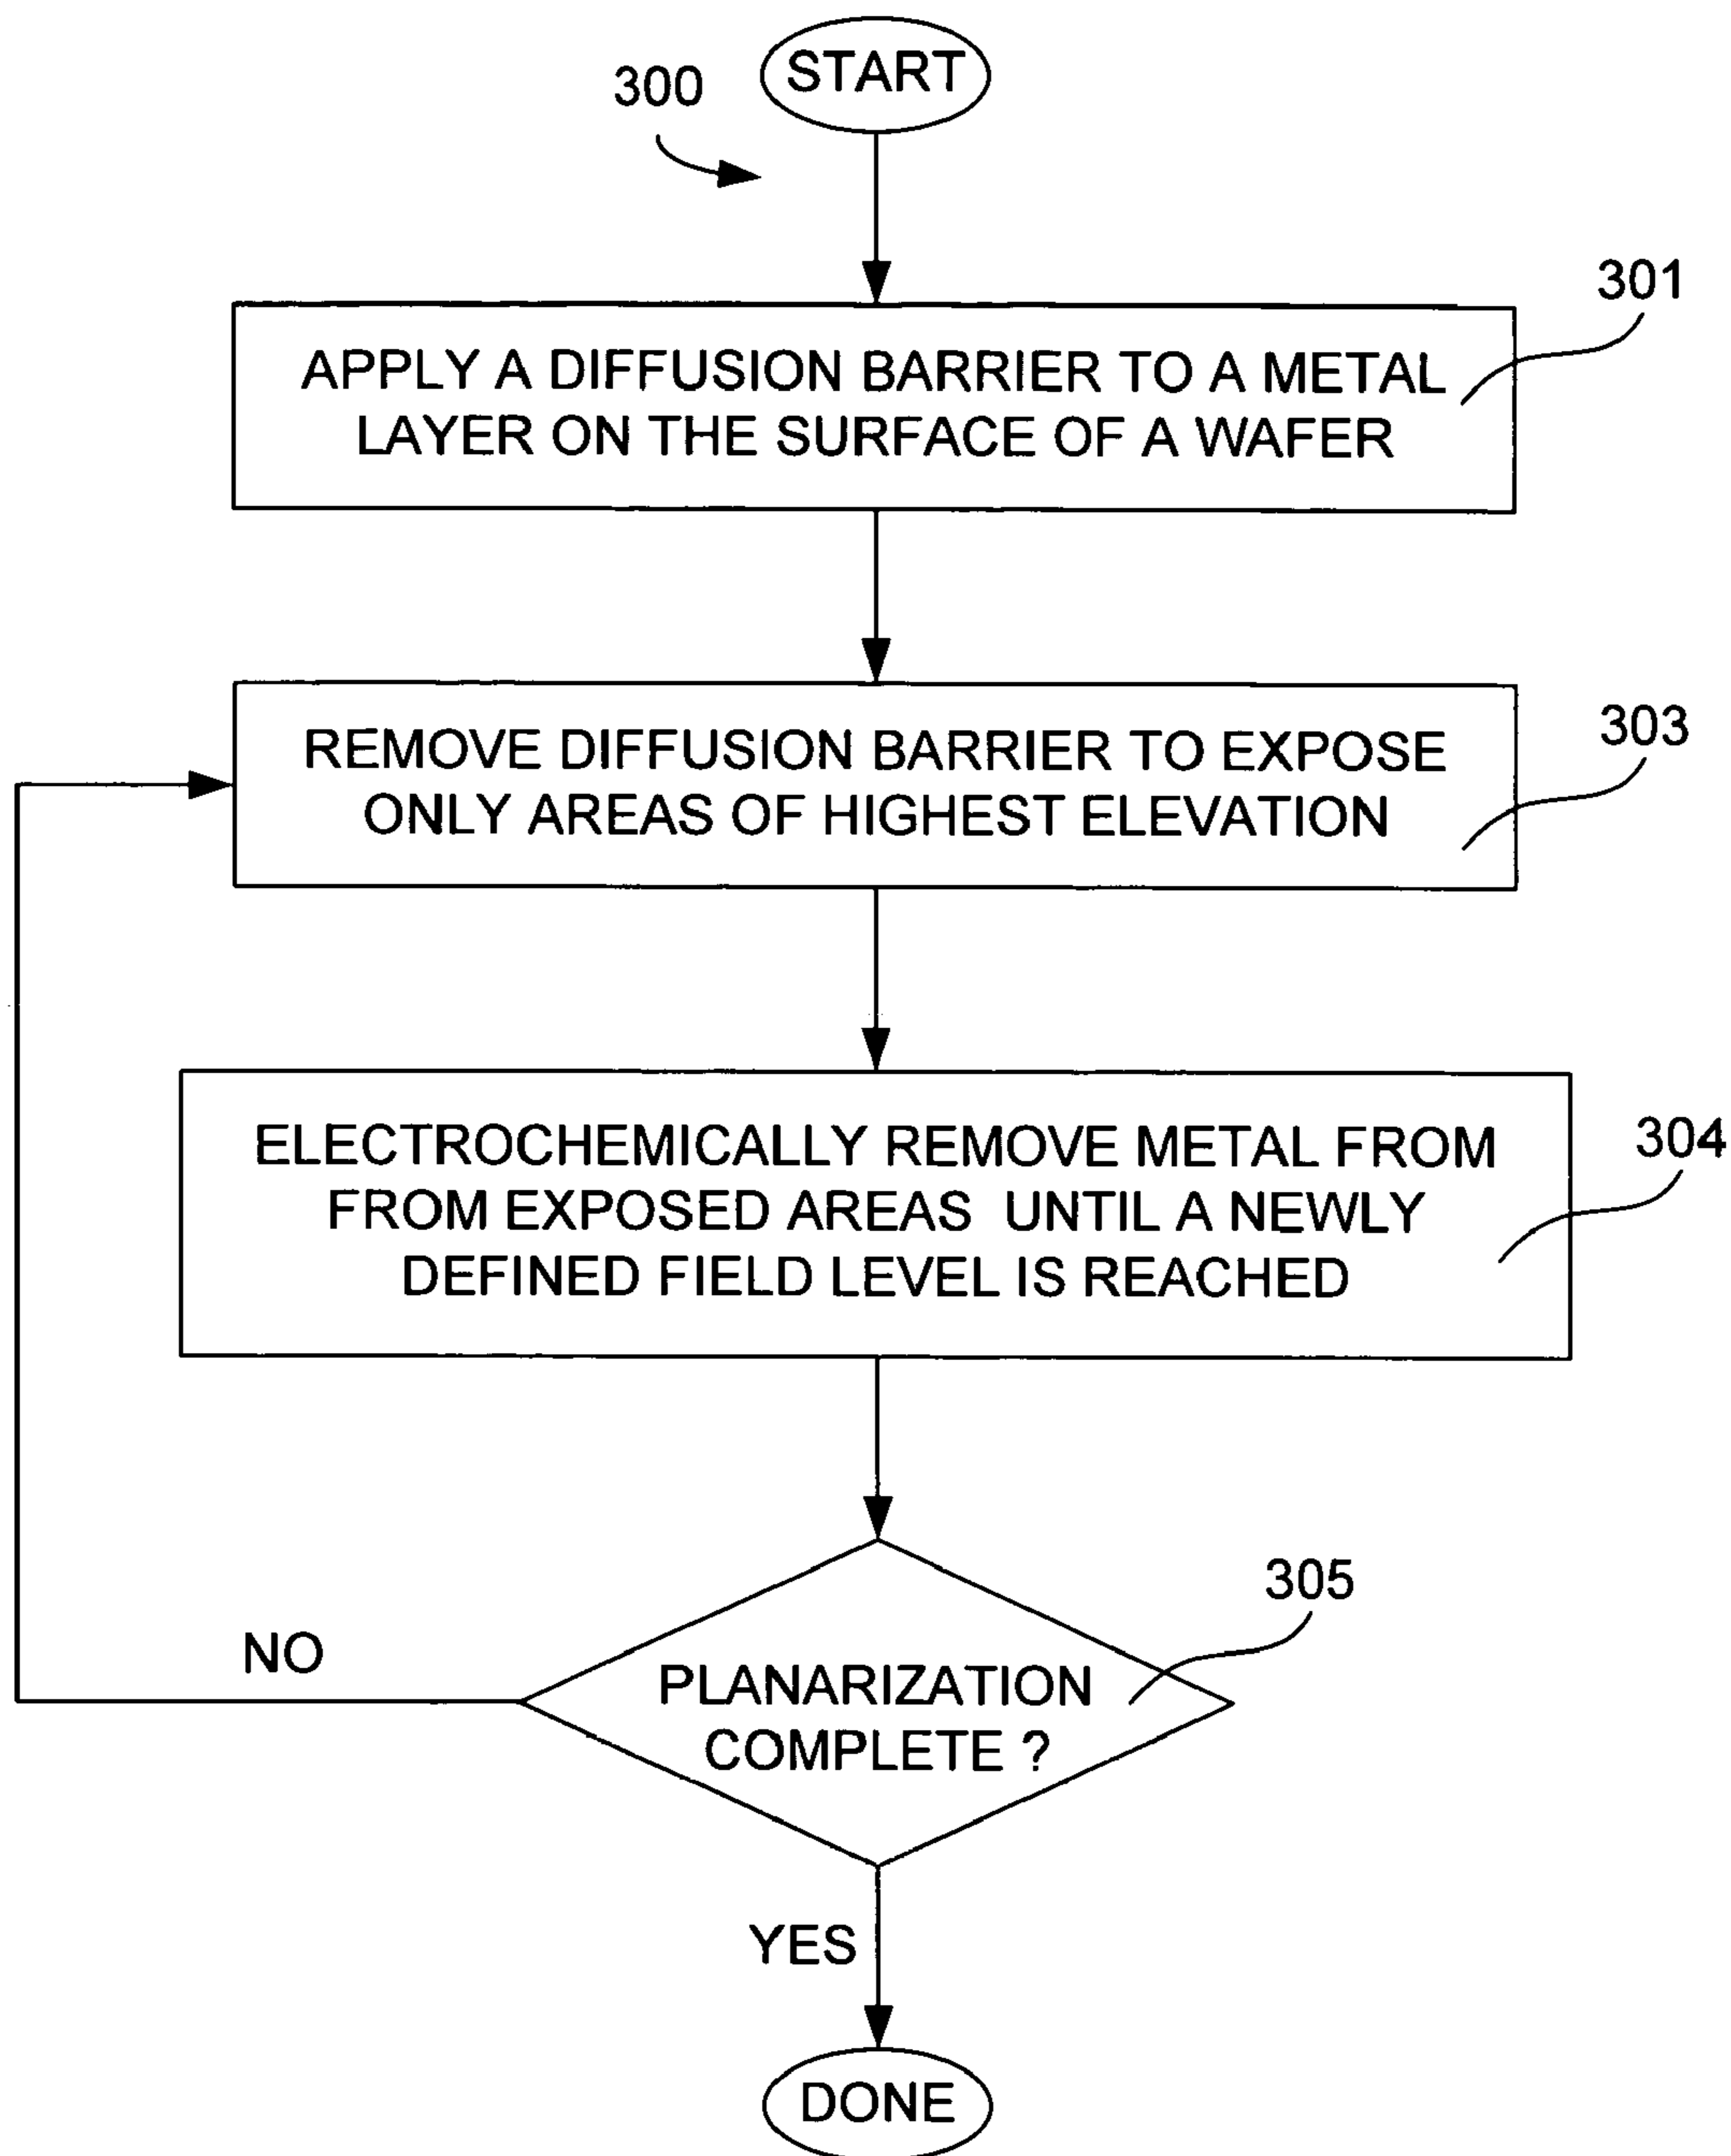 START
300
301
APPLY A DIFFUSION BARRIER TO A METAL
LAYER ON THE SURFACE OF A WAFER
303
REMOVE DIFFUSION BARRIER TO EXPOSE
ONLY AREAS OF HIGHEST ELEVATION
304
ELECTROCHEMICALLY REMOVE METAL FROM
FROM EXPOSED AREAS UNTIL A NEWLY
DEFINED FIELD LEVEL IS REACHED
305
NO
PLANARIZATION
COMPLETE ?
YES
DONE